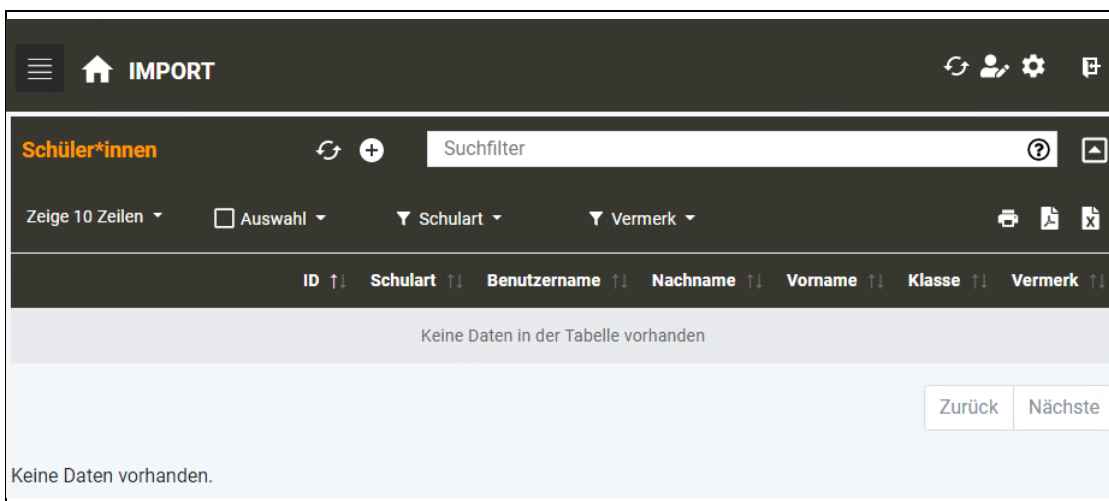 IMPORT
Schüler*innen Suchfilter
Zeige 10 Zeilen Auswahl Schulart Vermerk
ID Schulart Benutzername Nachname Vorname Klasse Vermerk
Keine Daten in der Tabelle vorhanden
Zurück Nächste
Keine Daten vorhanden.